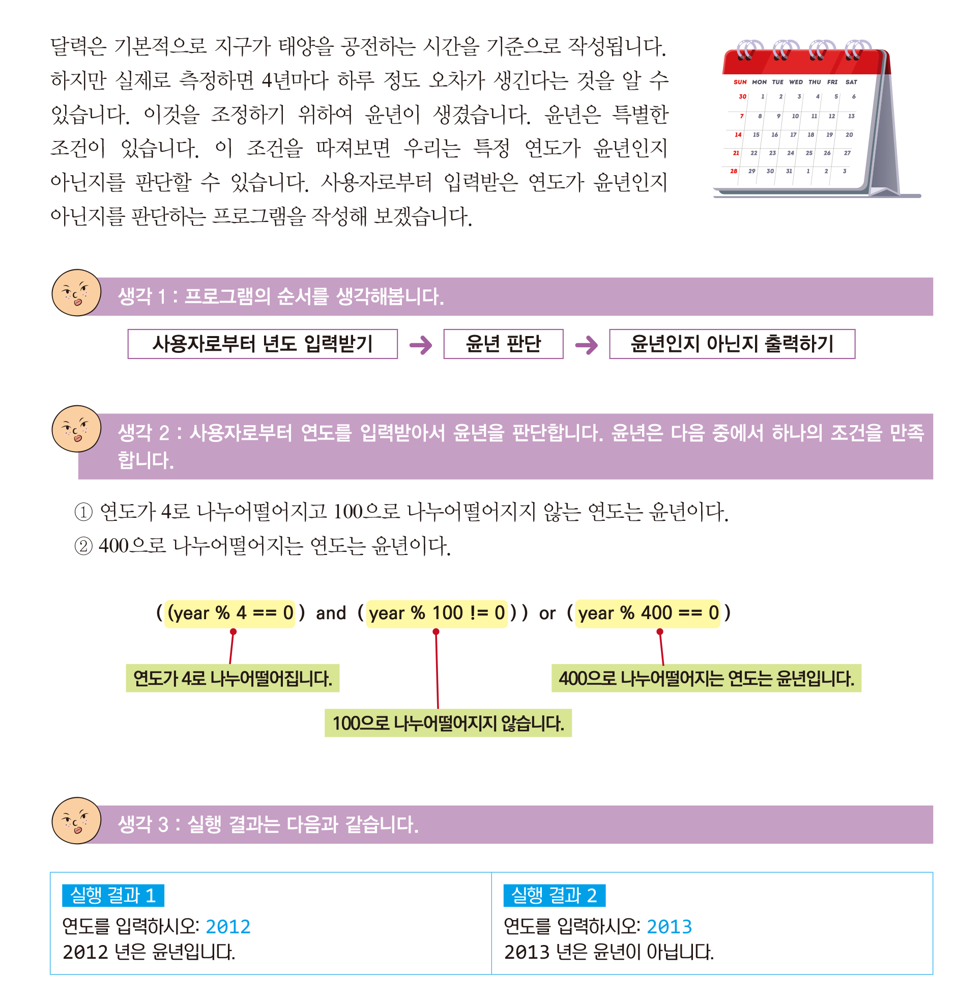 달력은 기본적으로 지구가 태양을 공전하는 시간을 기준으로 작성됩니다.
하지만 실제로 측정하면 4년마다 하루 정도 오차가 생긴다는 것을 알 수
있습니다. 이것을 조정하기 위하여 윤년이 생겼습니다. 윤년은 특별한
조건이 있습니다. 이 조건을 따져보면 우리는 특정 연도가 윤년인지
아닌지를 판단할 수 있습니다. 사용자로부터 입력받은 연도가 윤년인지
아닌지를 판단하는 프로그램을 작성해 보겠습니다.
SUN MON TUE WED THU FRI SAT
30 1 2 3 4 5 6
7 8 9 10 11 12 13
14 15 16 17 18 19 20
21 22 23 24 25 26 27
28 29 30 31 1 2 3
생각 1 : 프로그램의 순서를 생각해봅니다.
사용자로부터 년도 입력받기 → 윤년 판단 → 윤년인지 아닌지 출력하기
생각 2 : 사용자로부터 연도를 입력받아서 윤년을 판단합니다. 윤년은 다음 중에서 하나의 조건을 만족
합니다.
① 연도가 4로 나누어떨어지고 100으로 나누어떨어지지 않는 연도는 윤년이다.
② 400으로 나누어떨어지는 연도는 윤년이다.
((year % 4 == 0) and (year % 100 != 0)) or (year % 400 == 0)
연도가 4로 나누어떨어집니다.
400으로 나누어떨어지는 연도는 윤년입니다.
100으로 나누어떨어지지 않습니다.
생각 3 : 실행 결과는 다음과 같습니다.
실행 결과 1
연도를 입력하시오: 2012
2012 년은 윤년입니다.
실행 결과 2
연도를 입력하시오: 2013
2013 년은 윤년이 아닙니다.